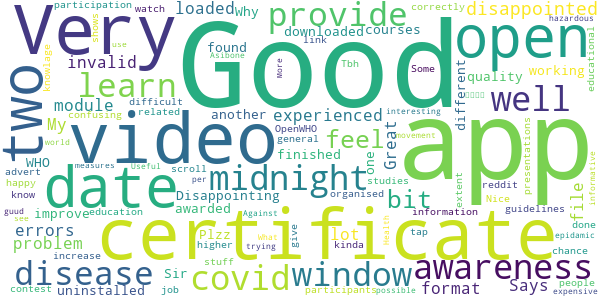 participation watch loaded Why provide disappointed
Very Good open
shows found downloaded courses hazardous
link
invalid Asibone Tbh More Some correctly educational
knowlage learn quality working
two module difficult another experienced different well
My related OpenWHO
confusing general feel Great interesting
video app
world WHO finished one movement presentations
measures Useful scroll per midnight studies extent informative
advert date Disappointing organised bit reddit Nice file
happy know education awarded Against information see guidelines
improve use
errors certificate done epidamic
problem higher Plzz What lot Health tap chance
increase trying give kinda
disease Sir covid window awareness
contest stuff participants possible format Says people
uninstalled job guud expensive